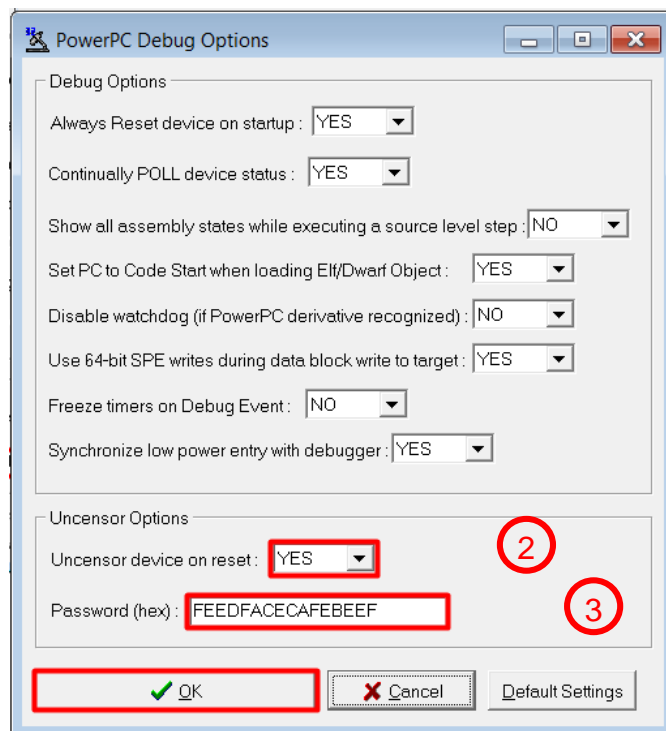 PowerPC Debug Options
Debug Options
Always Reset device on startup : YES
Continually POLL device status : YES
Show all assembly states while executing a source level step : NO
Set PC to Code Start when loading Elf/Dwarf Object : YES
Disable watchdog (if PowerPC derivative recognized) : NO
Use 64-bit SPE writes during data block write to target : YES
Freeze timers on Debug Event : NO
Synchronize low power entry with debugger : YES
Uncensor Options
Uncensor device on reset : YES 2
Password (hex) : FEEDFACECAFEBEEF 3
OK Cancel Default Settings